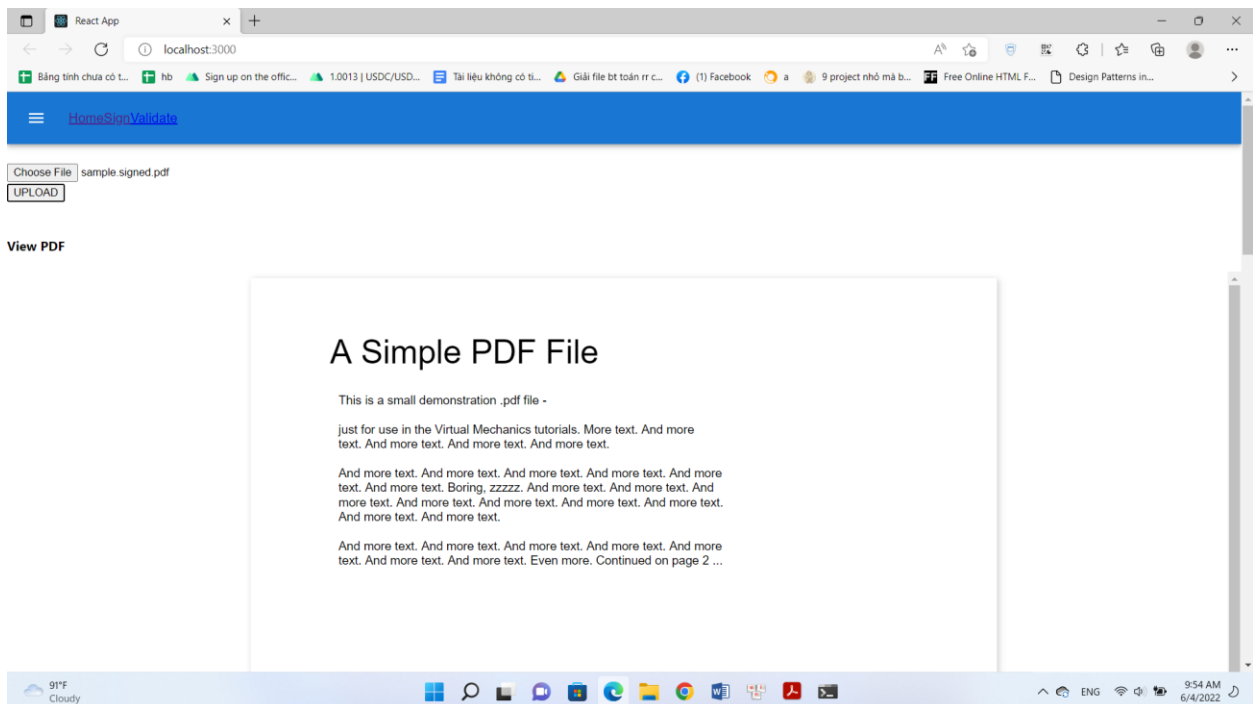 React App
localhost:3000
Bảng tính chưa có t... hb Sign up on the offic... 1.0013 | USDC/USD... Tài liệu không có ti... Giải file bt toán rr c... (1) Facebook a 9 project nhỏ mà b... Free Online HTML F... Design Patterns in...
HomeSignValidate
Choose File sample.signed.pdf
UPLOAD
View PDF
A Simple PDF File
This is a small demonstration .pdf file -
just for use in the Virtual Mechanics tutorials. More text. And more
text. And more text. And more text. And more text.
And more text. And more text. And more text. And more text. And more
text. And more text. Boring, zzzzz. And more text. And more text. And
more text. And more text. And more text. And more text. And more text.
And more text. And more text.
And more text. And more text. And more text. And more text. And more
text. And more text. And more text. Even more. Continued on page 2 ...
91°F
Cloudy
ENG
9:54 AM
6/4/2022